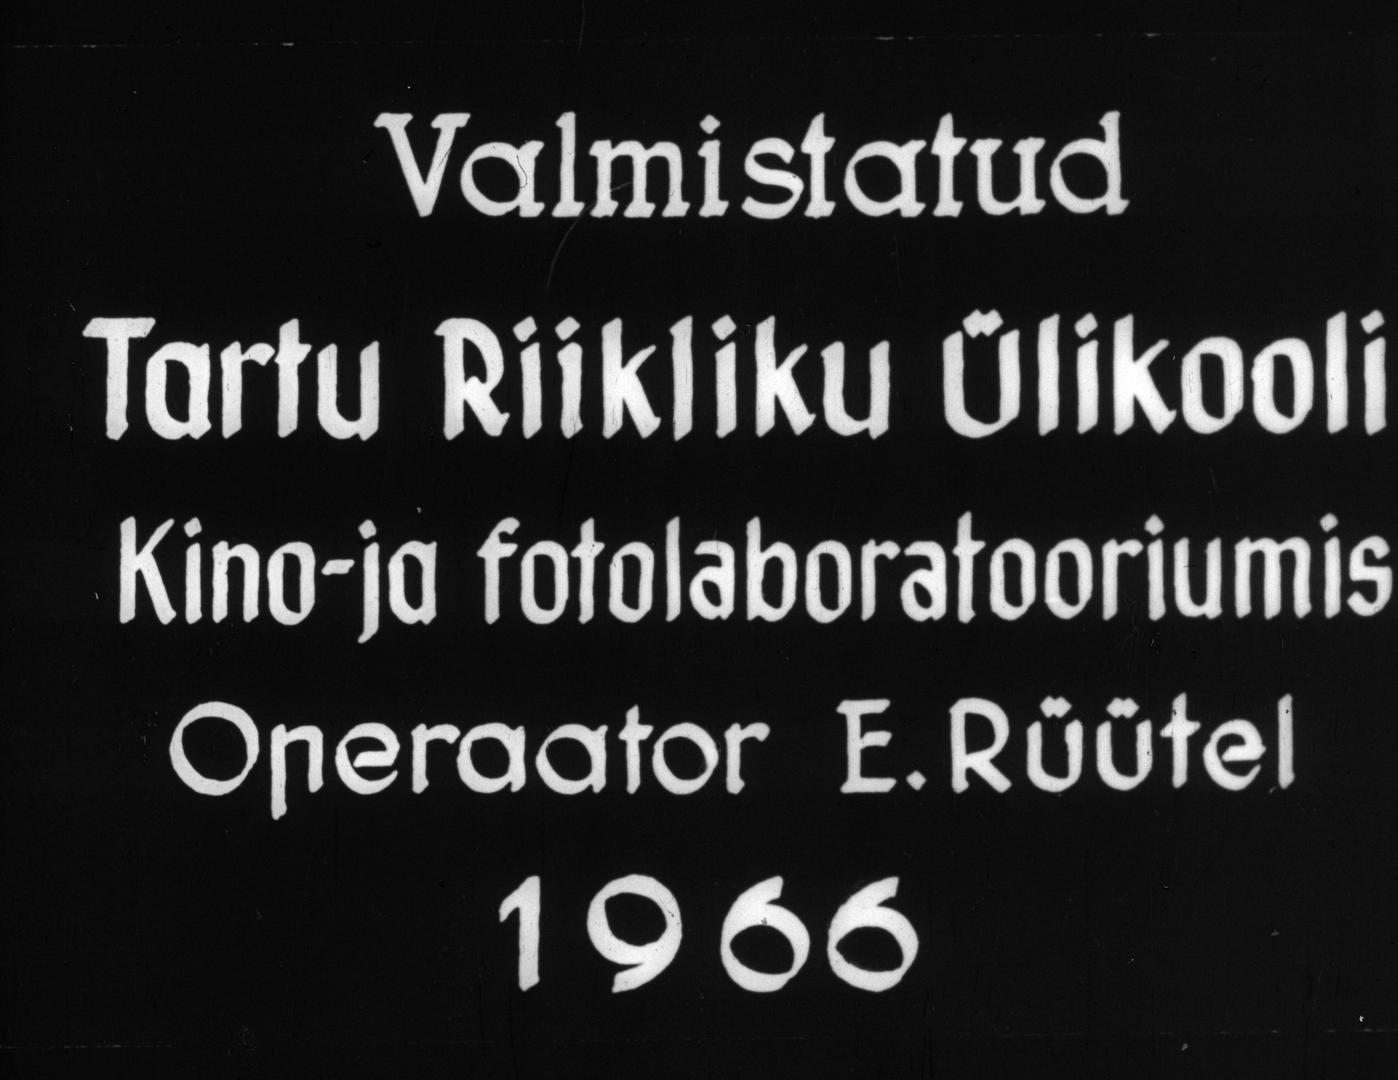 Valmistatud
Tartu Riikliku Ülikooli
Kino-ja fotolaboratooriumis
Operaator E. Rüütel
1966